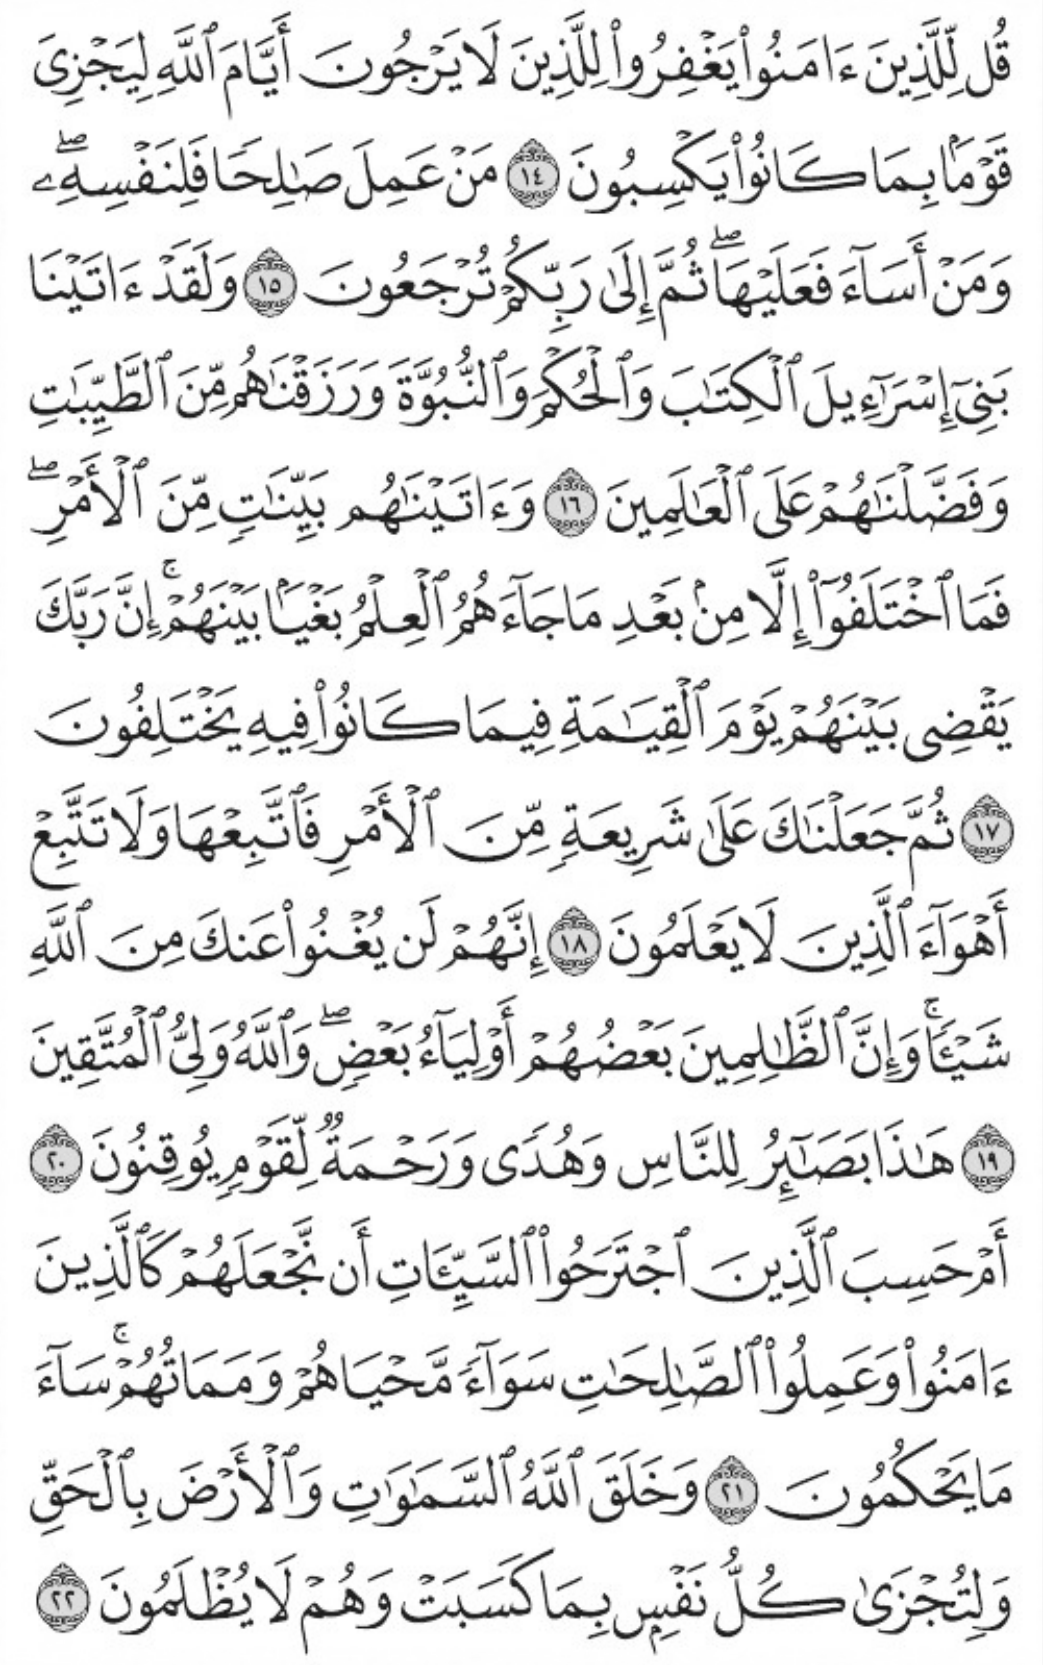 قُل لِّلَّذِينَ ءَامَنُوا۟ يَغْفِرُوا۟ لِلَّذِينَ لَا يَرْجُونَ أَيَّامَ ٱللَّهِ لِيَجْزِىَ
قَوْمًۢا بِمَا كَانُوا۟ يَكْسِبُونَ ١٤ مَنْ عَمِلَ صَـٰلِحًا فَلِنَفْسِهِۦ ۖ
وَمَنْ أَسَآءَ فَعَلَيْهَا ۖ ثُمَّ إِلَىٰ رَبِّكُمْ تُرْجَعُونَ ١٥ وَلَقَدْ ءَاتَيْنَا
بَنِىٓ إِسْرَٰٓءِيلَ ٱلْكِتَـٰبَ وَٱلْحُكْمَ وَٱلنُّبُوَّةَ وَرَزَقْنَـٰهُم مِّنَ ٱلطَّيِّبَـٰتِ
وَفَضَّلْنَـٰهُمْ عَلَى ٱلْعَـٰلَمِينَ ١٦ وَءَاتَيْنَـٰهُم بَيِّنَـٰتٍ مِّنَ ٱلْأَمْرِ ۖ
فَمَا ٱخْتَلَفُوٓا۟ إِلَّا مِنۢ بَعْدِ مَا جَآءَهُمُ ٱلْعِلْمُ بَغْيًۢا بَيْنَهُمْ ۚ إِنَّ رَبَّكَ
يَقْضِى بَيْنَهُمْ يَوْمَ ٱلْقِيَـٰمَةِ فِيمَا كَانُوا۟ فِيهِ يَخْتَلِفُونَ
١٧ ثُمَّ جَعَلْنَـٰكَ عَلَىٰ شَرِيعَةٍ مِّنَ ٱلْأَمْرِ فَٱتَّبِعْهَا وَلَا تَتَّبِعْ
أَهْوَآءَ ٱلَّذِينَ لَا يَعْلَمُونَ ١٨ إِنَّهُمْ لَن يُغْنُوا۟ عَنكَ مِنَ ٱللَّهِ
شَيْـًٔا ۚ وَإِنَّ ٱلظَّـٰلِمِينَ بَعْضُهُمْ أَوْلِيَآءُ بَعْضٍ ۖ وَٱللَّهُ وَلِىُّ ٱلْمُتَّقِينَ
١٩ هَـٰذَا بَصَـٰٓئِرُ لِلنَّاسِ وَهُدًى وَرَحْمَةٌ لِّقَوْمٍ يُوقِنُونَ ٢٠
أَمْ حَسِبَ ٱلَّذِينَ ٱجْتَرَحُوا۟ ٱلسَّيِّـَٔاتِ أَن نَّجْعَلَهُمْ كَٱلَّذِينَ
ءَامَنُوا۟ وَعَمِلُوا۟ ٱلصَّـٰلِحَـٰتِ سَوَآءً مَّحْيَاهُمْ وَمَمَاتُهُمْ ۚ سَآءَ
مَا يَحْكُمُونَ ٢١ وَخَلَقَ ٱللَّهُ ٱلسَّمَـٰوَٰتِ وَٱلْأَرْضَ بِٱلْحَقِّ
وَلِتُجْزَىٰ كُلُّ نَفْسٍۭ بِمَا كَسَبَتْ وَهُمْ لَا يُظْلَمُونَ ٢٢